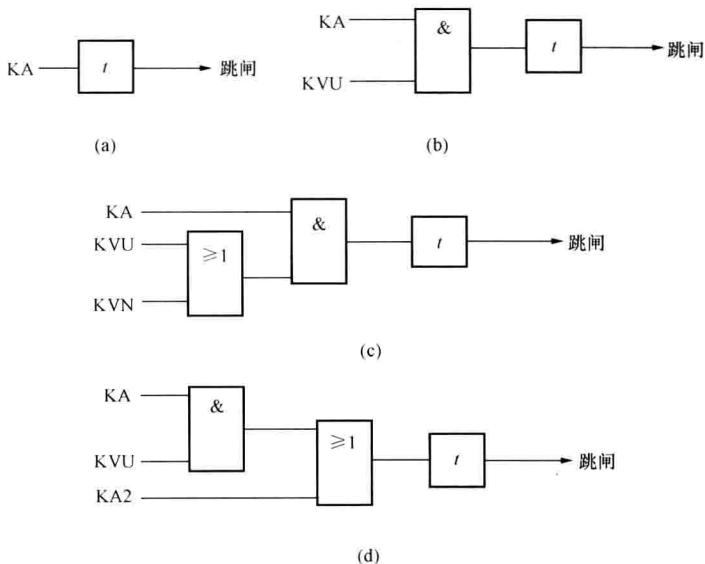 KA t 跳闸
(a)
KA & t 跳闸
KVU
(b)
KA
KVU & t 跳闸
≥1
KVN
(c)
KA
&
KVU ≥1 t 跳闸
KA2
(d)